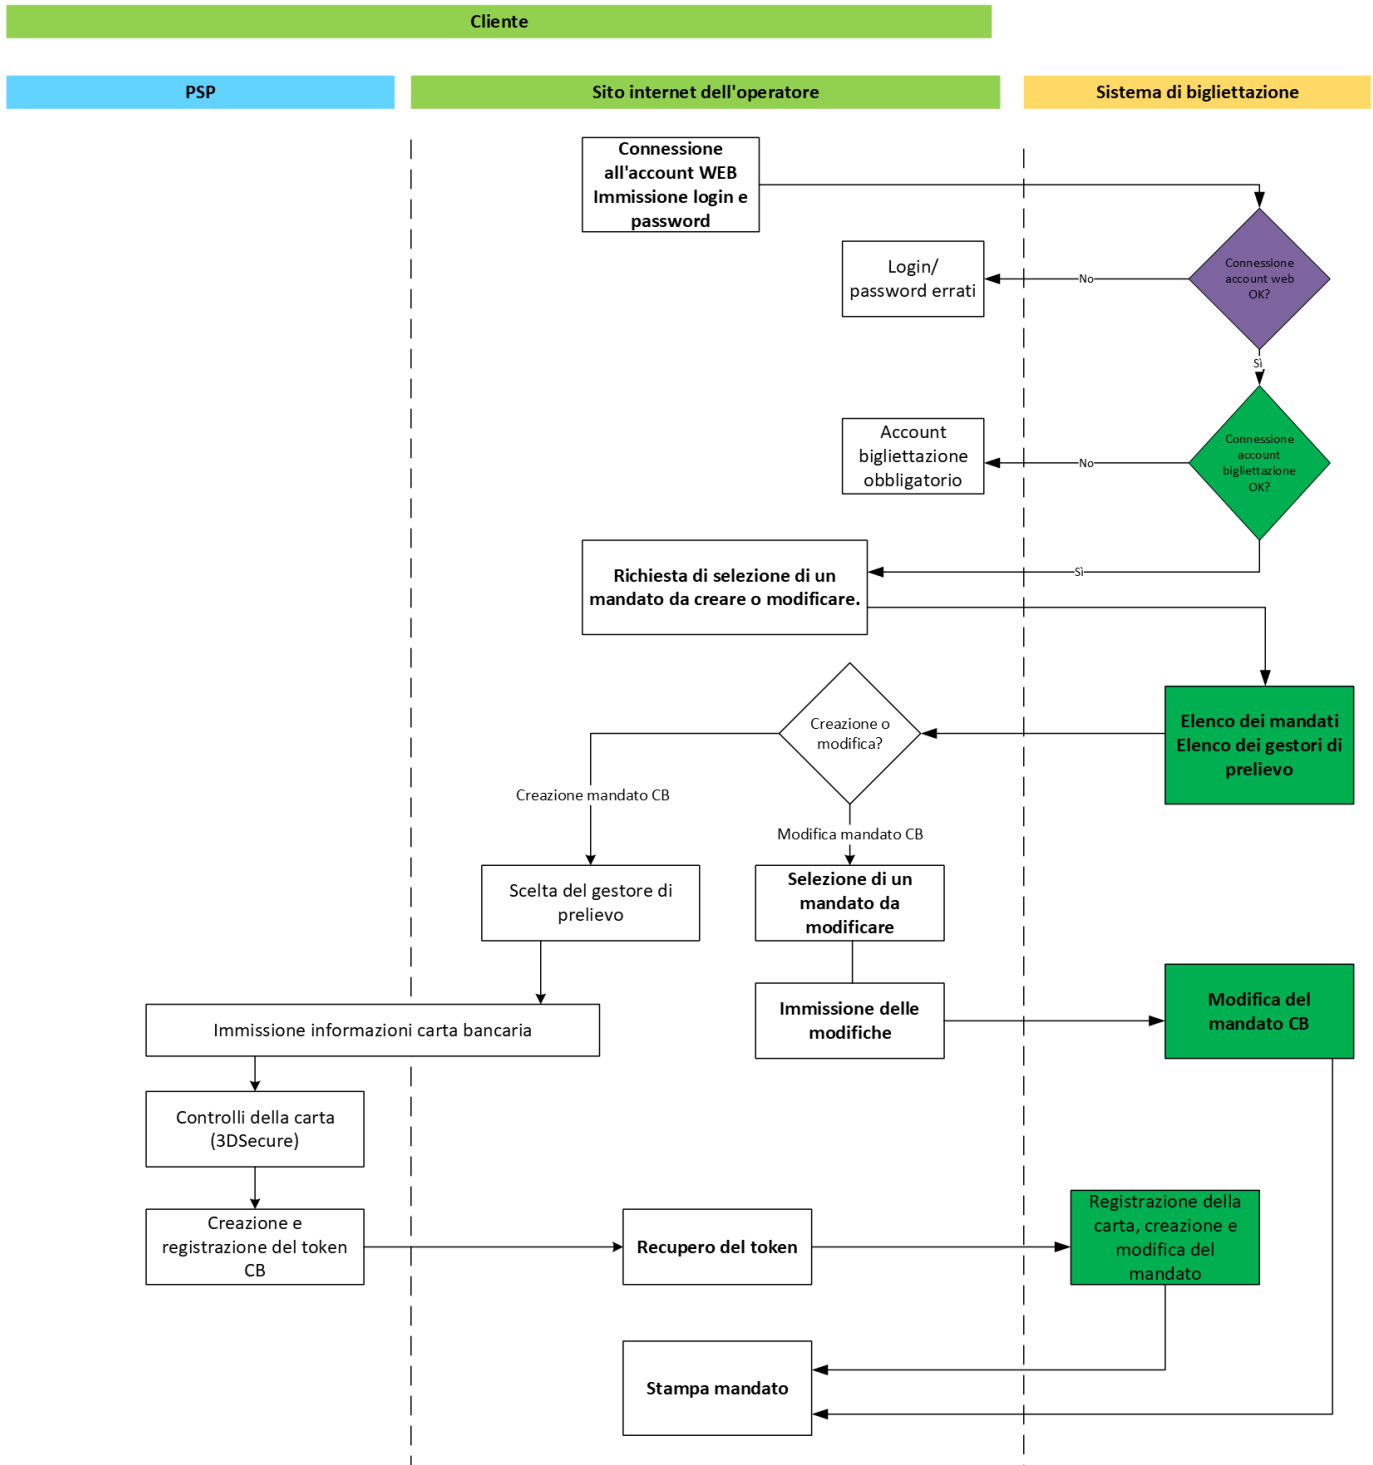 Cliente
PSP
Sito internet dell'operatore
Sistema di bigliettazione
Connessione
all'account WEB
Immissione login e
password
Connessione
account web
OK?
No
Login/
password errati
Sì
Connessione
account
bigliettazione
OK?
No
Account
bigliettazione
obbligatorio
Sì
Richiesta di selezione di un
mandato da creare o modificare.
Elenco dei mandati
Elenco dei gestori di
prelievo
Creazione o
modifica?
Creazione mandato CB
Modifica mandato CB
Scelta del gestore di
prelievo
Selezione di un
mandato da
modificare
Immissione delle
modifiche
Modifica del
mandato CB
Immissione informazioni carta bancaria
Controlli della carta
(3DSecure)
Creazione e
registrazione del token
CB
Recupero del token
Registrazione della
carta, creazione e
modifica del
mandato
Stampa mandato